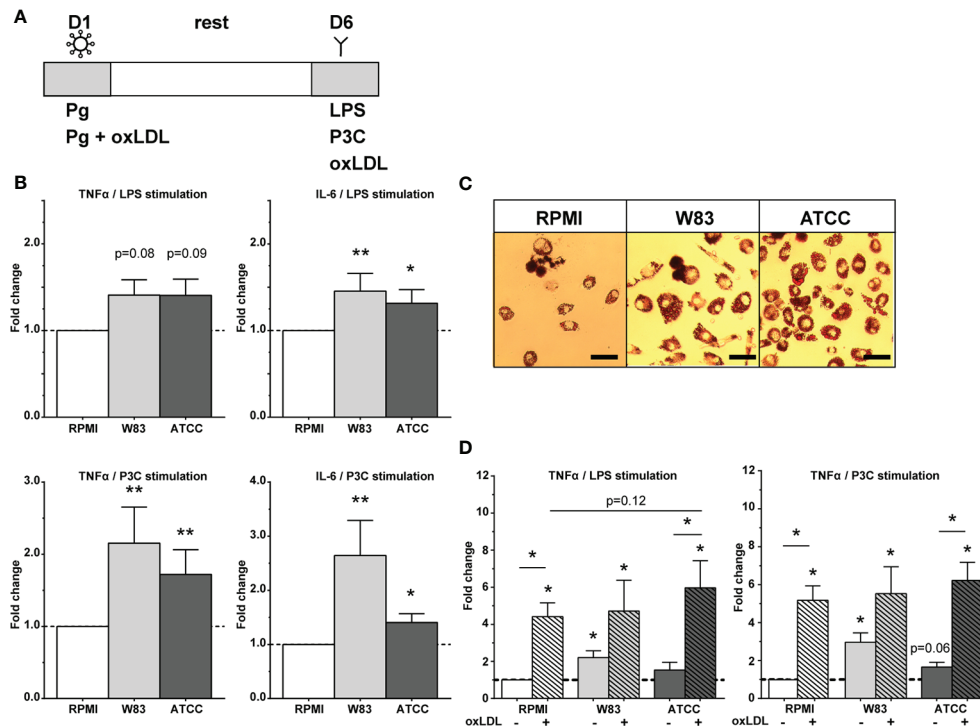 A
D1 rest D6
Pg LPS
Pg + oxLDL P3C
oxLDL
B
TNFα / LPS stimulation
Fold change
2.0
1.0
0.0
p=0.08 p=0.09
RPMI W83 ATCC
IL-6 / LPS stimulation
Fold change
2.0
1.0
0.0
** *
RPMI W83 ATCC
TNFα / P3C stimulation
Fold change
3.0
2.0
1.0
0.0
** **
RPMI W83 ATCC
IL-6 / P3C stimulation
Fold change
4.0
3.0
2.0
1.0
0.0
** *
RPMI W83 ATCC
C
RPMI W83 ATCC
D
TNFα / LPS stimulation
Fold change
12
10
8
6
4
2
0
p=0.12
* * * * * *
RPMI W83 ATCC
oxLDL - + - + - +
TNFα / P3C stimulation
Fold change
12
10
8
6
4
2
0
* * * * * *
p=0.06
RPMI W83 ATCC
oxLDL - + - + - +